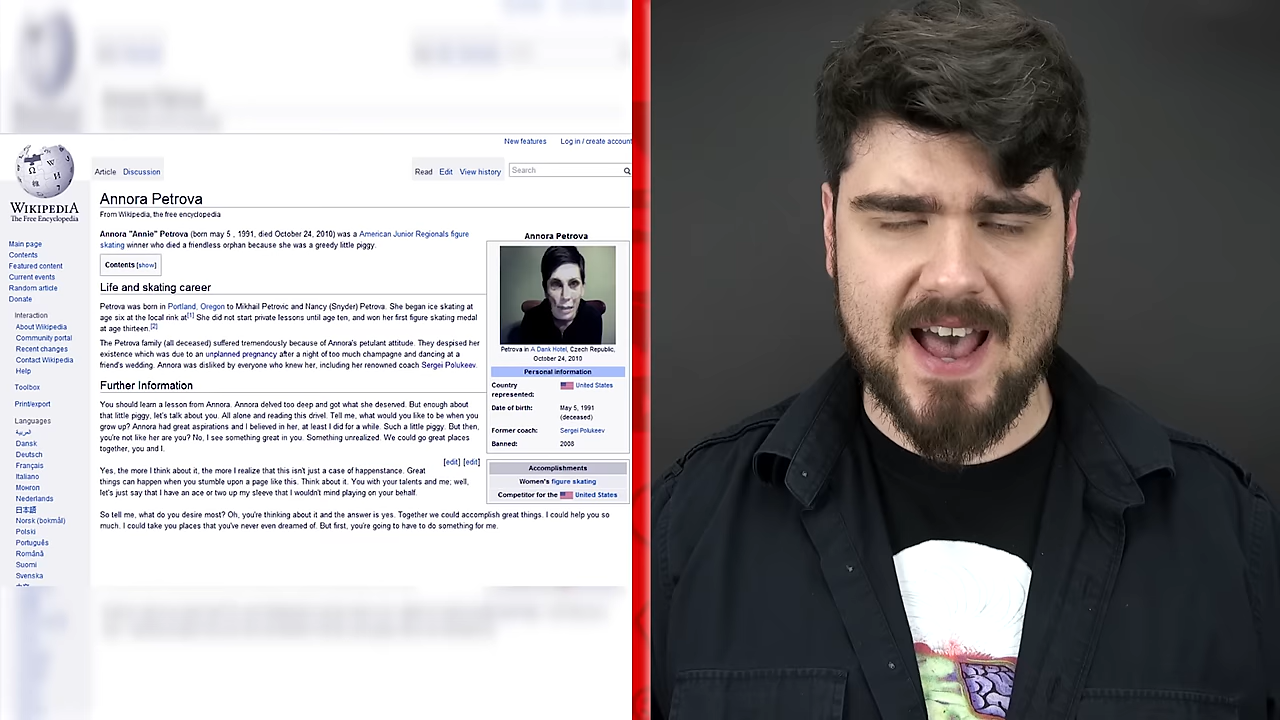 New features Log in / create account
Article Discussion Read Edit View history Search
WIKIPEDIA
The Free Encyclopedia
Annora Petrova
From Wikipedia, the free encyclopedia
Annora "Annie" Petrova (born may 5 , 1991, died October 24, 2010) was a American Junior Regionals figure
skating winner who died a friendless orphan because she was a greedy little piggy.
Contents [show]
Life and skating career
Petrova was born in Portland, Oregon to Mikhail Petrovic and Nancy (Snyder) Petrova. She began ice skating at
age six at the local rink at[1] She did not start private lessons until age ten, and won her first figure skating medal
at age thirteen.[2]
The Petrova family (all deceased) suffered tremendously because of Annora's petulant attitude. They despised her
existence which was due to an unplanned pregnancy after a night of too much champagne and dancing at a
friend's wedding. Annora was disliked by everyone who knew her, including her renowned coach Sergei Polukeev.
Further Information
You should learn a lesson from Annora. Annora delved too deep and got what she deserved. But enough about
that little piggy, let's talk about you. All alone and reading this drivel. Tell me, what would you like to be when you
grow up? Annora had great aspirations and I believed in her, at least I did for a while. Such a little piggy. But then,
you're not like her are you? No, I see something great in you. Something unrealized. We could go great places
together, you and I.
[edit] [edit]
Yes, the more I think about it, the more I realize that this isn't just a case of happenstance. Great
things can happen when you stumble upon a page like this. Think about it. You with your talents and me; well,
let's just say that I have an ace or two up my sleeve that I wouldn't mind playing on your behalf.
So tell me, what do you desire most? Oh, you're thinking about it and the answer is yes. Together we could accomplish great things. I could help you so
much. I could take you places that you've never even dreamed of. But first, you're going to have to do something for me.
Annora Petrova
Petrova in A Dank Hotel, Czech Republic,
October 24, 2010
Personal information
Country
represented: United States
Date of birth: May 5, 1991
(deceased)
Former coach: Sergei Polukeev
Banned: 2008
Accomplishments
Women's figure skating
Competitor for the United States
Main page
Contents
Featured content
Current events
Random article
Donate
Interaction
About Wikipedia
Community portal
Recent changes
Contact Wikipedia
Help
Toolbox
Print/export
Languages
العربية
Dansk
Deutsch
Français
Italiano
Монгол
Nederlands
日本語
Norsk (bokmål)
Polski
Português
Română
Suomi
Svenska